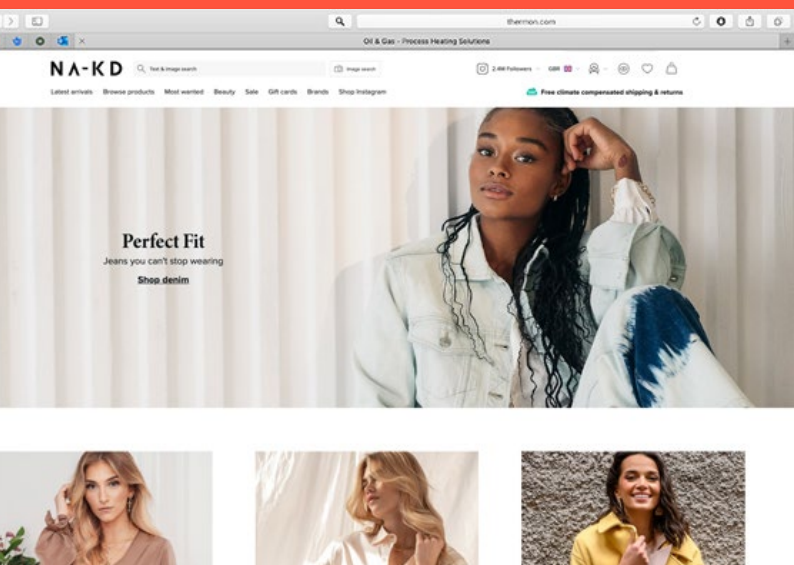 thermon.com
Oil & Gas - Process Heating Solutions
NA-KD
Text & image search
Image search
2.4M Followers
GBR
Latest arrivals Browse products Most wanted Beauty Sale Gift cards Brands Shop Instagram
Free climate compensated shipping & returns
Perfect Fit
Jeans you can't stop wearing
Shop denim